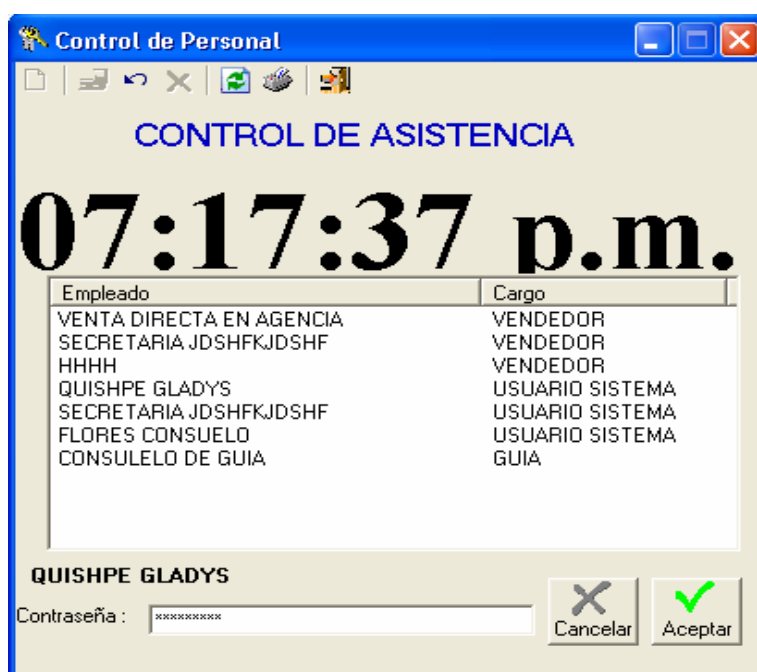 Control de Personal
CONTROL DE ASISTENCIA
07:17:37 p.m.
Empleado Cargo
VENTA DIRECTA EN AGENCIA VENDEDOR
SECRETARIA JDSHFKJDSHF VENDEDOR
HHHH VENDEDOR
QUISHPE GLADYS USUARIO SISTEMA
SECRETARIA JDSHFKJDSHF USUARIO SISTEMA
FLORES CONSUELO USUARIO SISTEMA
CONSULELO DE GUIA GUIA
QUISHPE GLADYS
Contraseña : ×××××××××
Cancelar Aceptar